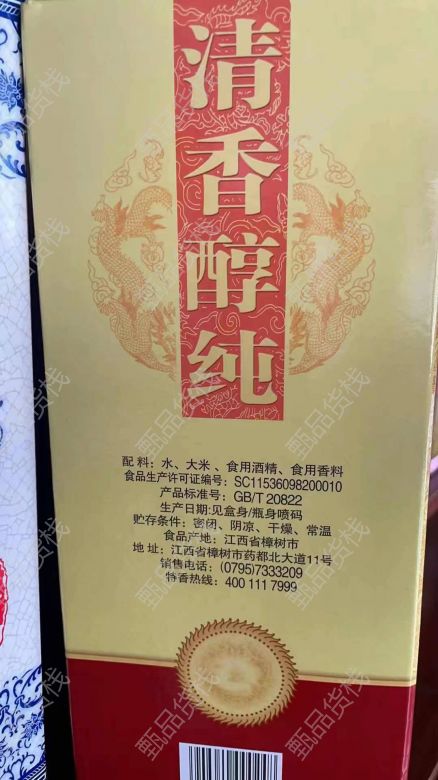 清香醇纯
配 料：水、大米 、食用酒精、食用香料
食品生产许可证编号：SC11536098200010
产品标准号：GB/T 20822
生产日期：见盒身/瓶身喷码
贮存条件：密闭、阴凉、干燥、常温
食品产地：江西省樟树市
地 址：江西省樟树市药都北大道11号
销售电话：(0795)7333209
特香热线：400 111 7999
甄品货栈